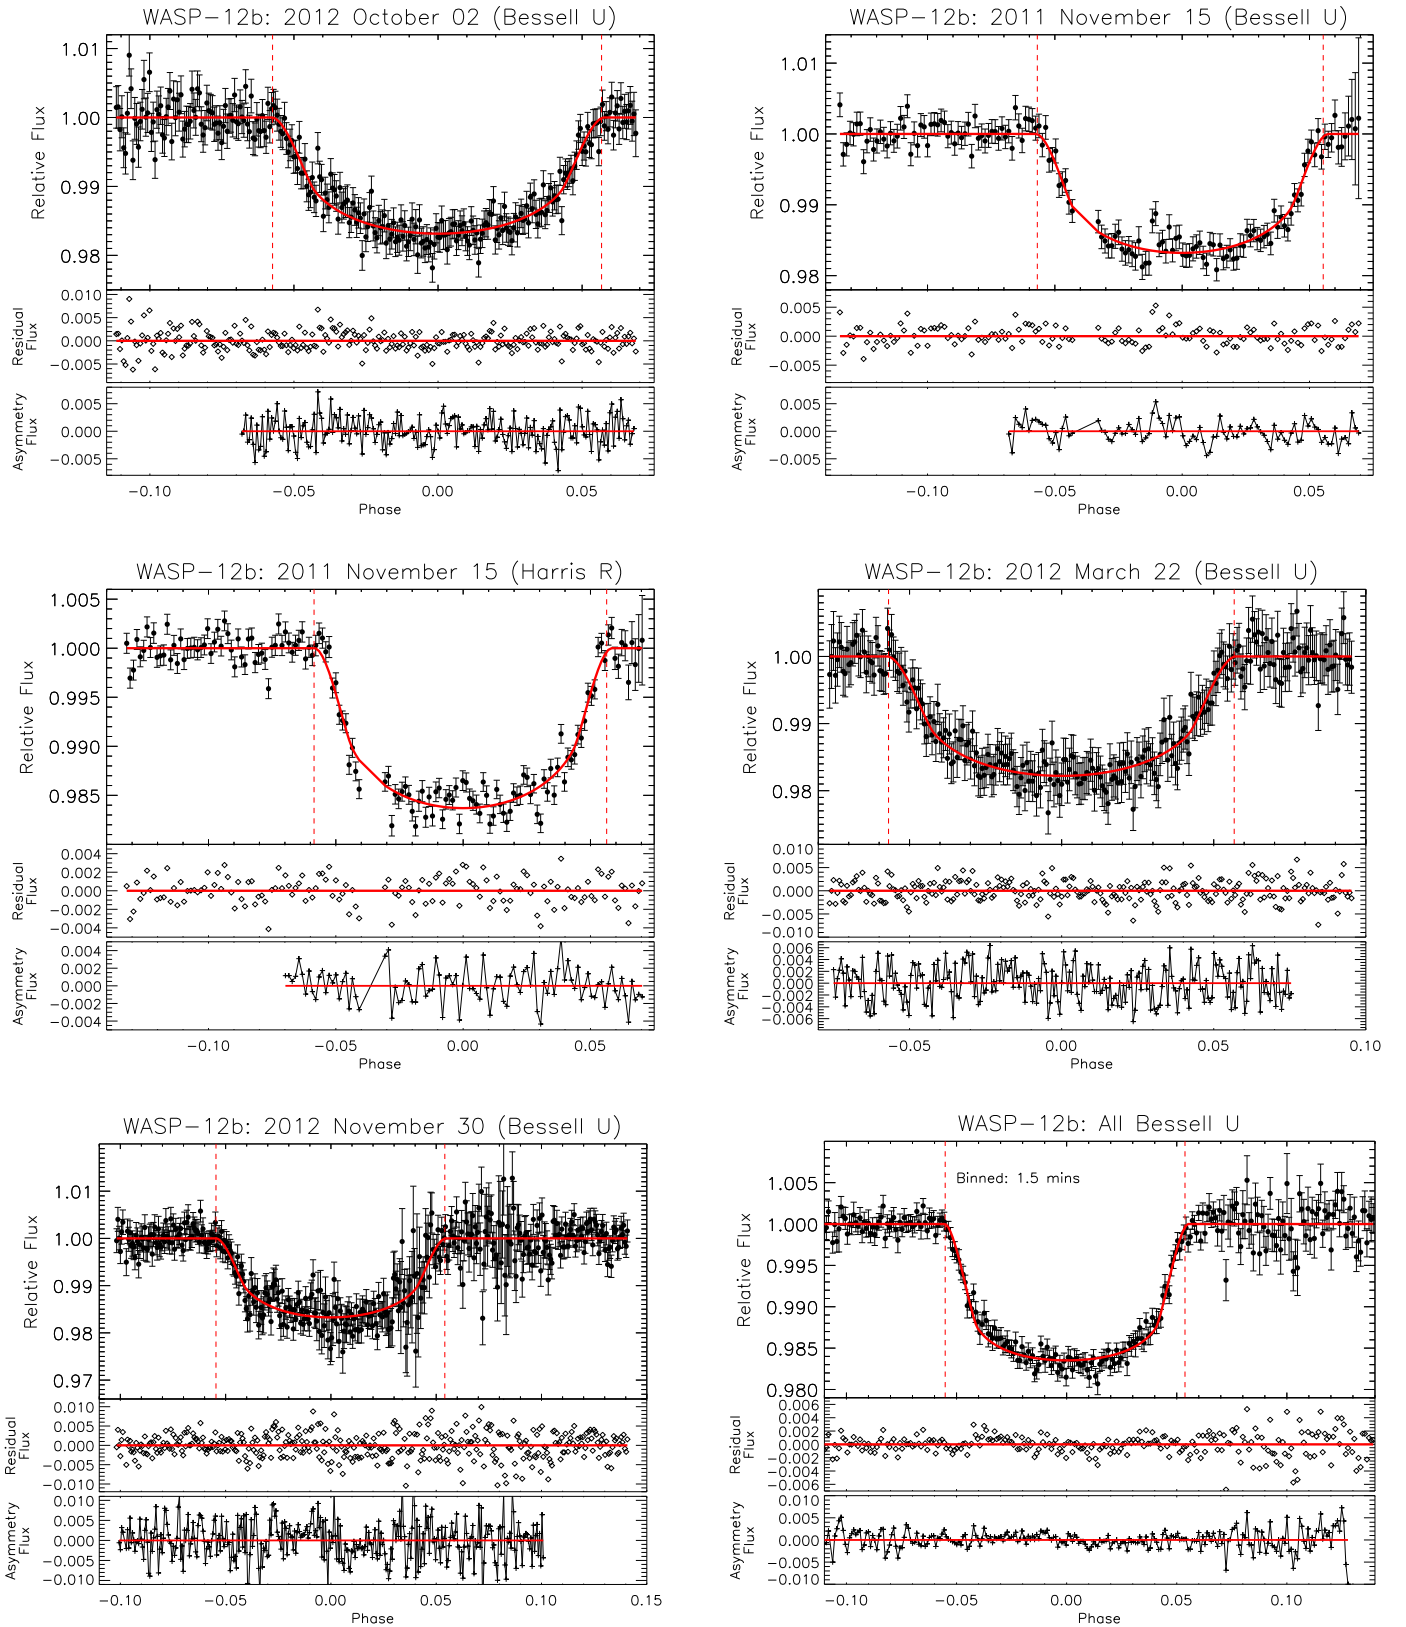 WASP-12b: 2012 October 02 (Bessell U)
1.01
1.00
0.99
0.98
Relative Flux
0.010
0.005
0.000
-0.005
Residual
Flux
0.005
0.000
-0.005
Asymmetry
Flux
-0.10
-0.05
0.00
0.05
Phase
WASP-12b: 2011 November 15 (Bessell U)
1.01
1.00
0.99
0.98
Relative Flux
0.005
0.000
-0.005
Residual
Flux
0.005
0.000
-0.005
Asymmetry
Flux
-0.10
-0.05
0.00
0.05
Phase
WASP-12b: 2011 November 15 (Harris R)
1.005
1.000
0.995
0.990
0.985
Relative Flux
0.004
0.002
0.000
-0.002
-0.004
Residual
Flux
0.004
0.002
0.000
-0.002
-0.004
Asymmetry
Flux
-0.10
-0.05
0.00
0.05
Phase
WASP-12b: 2012 March 22 (Bessell U)
1.00
0.99
0.98
Relative Flux
0.010
0.005
0.000
-0.005
-0.010
Residual
Flux
0.006
0.004
0.002
0.000
-0.002
-0.004
-0.006
Asymmetry
Flux
-0.05
0.00
0.05
0.10
Phase
WASP-12b: 2012 November 30 (Bessell U)
1.01
1.00
0.99
0.98
0.97
Relative Flux
0.010
0.005
0.000
-0.005
-0.010
Residual
Flux
0.010
0.005
0.000
-0.005
-0.010
Asymmetry
Flux
-0.10
-0.05
0.00
0.05
0.10
0.15
Phase
WASP-12b: All Bessell U
Binned: 1.5 mins
1.005
1.000
0.995
0.990
0.985
0.980
Relative Flux
0.006
0.004
0.002
0.000
-0.002
-0.004
-0.006
Residual
Flux
0.010
0.005
0.000
-0.005
-0.010
Asymmetry
Flux
-0.10
-0.05
0.00
0.05
0.10
Phase